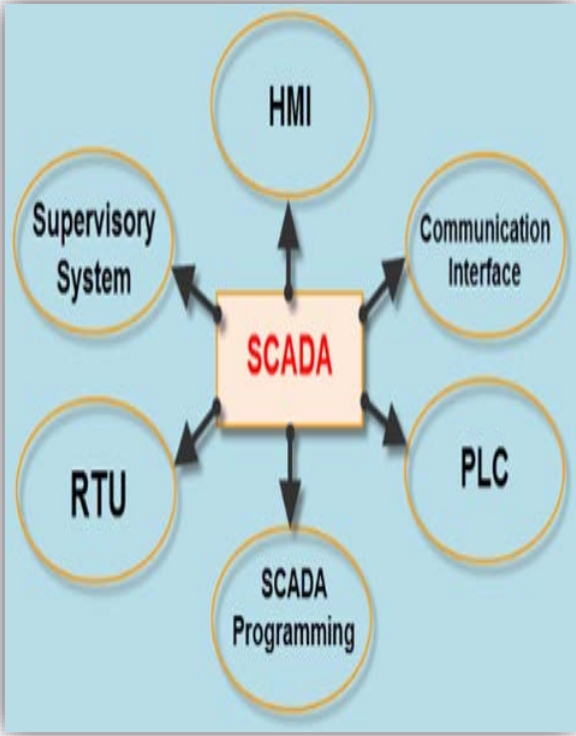 HMI
Supervisory
System
Communication
Interface
SCADA
RTU
PLC
SCADA
Programming